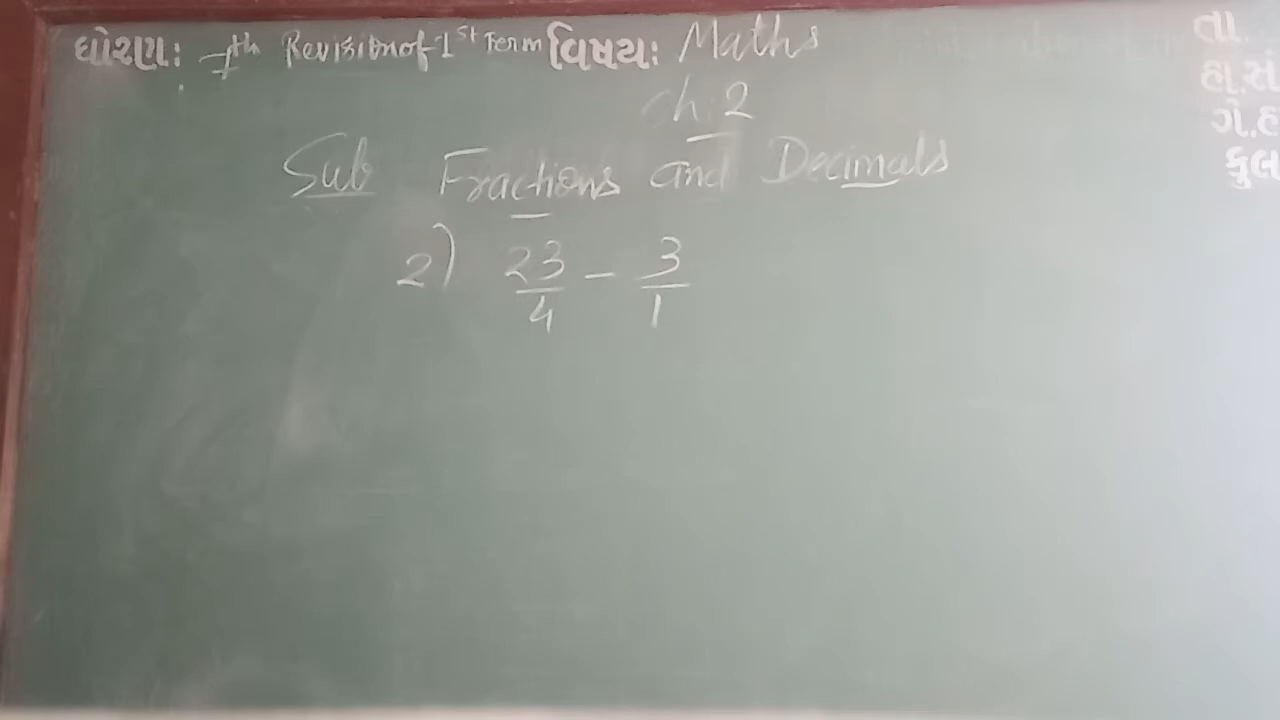 ધોરણ: 7th Revision of 1st Term વિષય: Maths
ch. 2
Sub Fractions and Decimals
2) 23/4 - 3/1
તા.
હા.સં
ગે.હ
કુલ